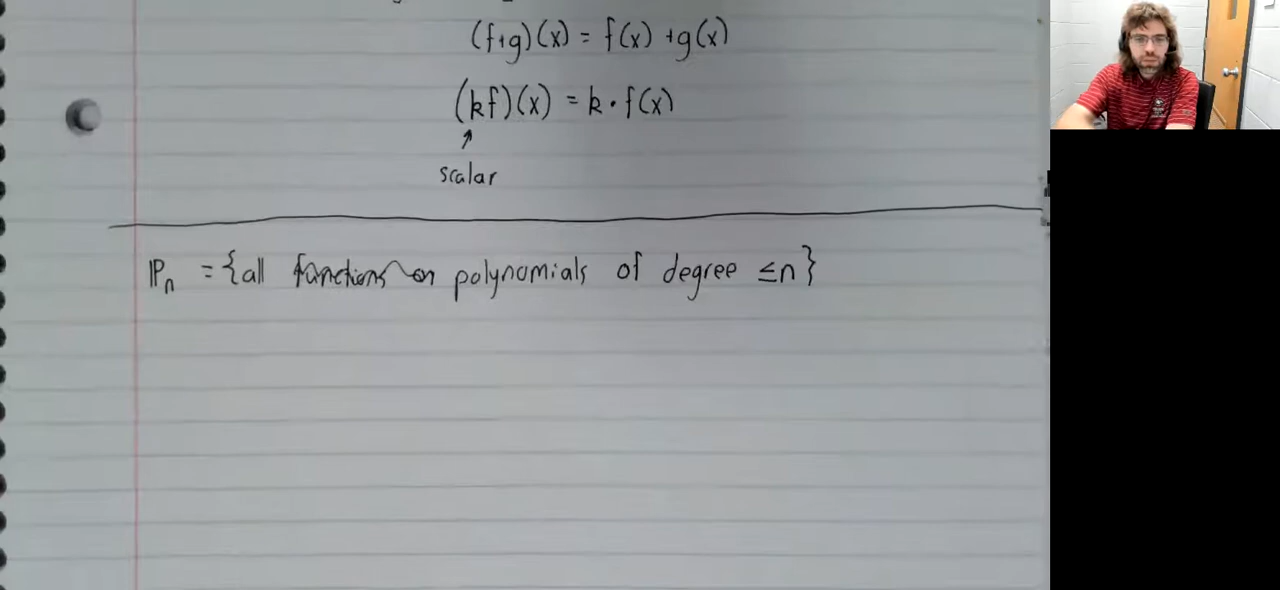 (f+g)(x) = f(x) +g(x)
(kf)(x) = k • f(x)
↑
scalar
ℙn = {all functions on polynomials of degree ≤n}